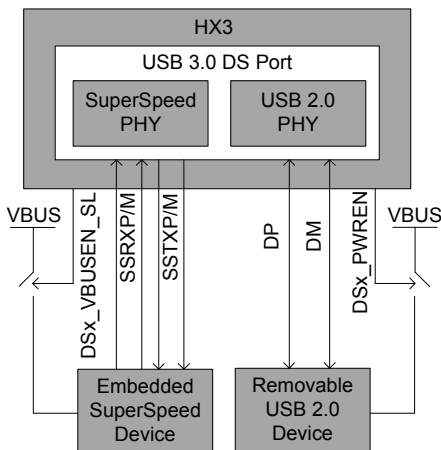 HX3
USB 3.0 DS Port
SuperSpeed
PHY
USB 2.0
PHY
VBUS
DSx_VBUSEN_SL
SSRXP/M
SSTXP/M
DP
DM
DSx_PWREN
VBUS
Embedded
SuperSpeed
Device
Removable
USB 2.0
Device